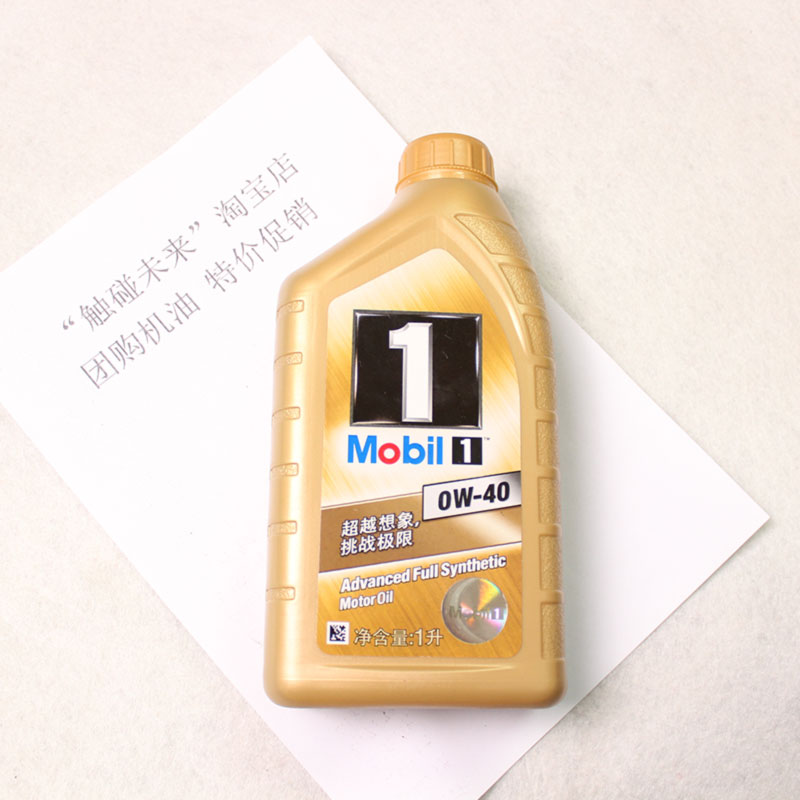 “触碰未来”淘宝店
团购机油 特价促销
1
Mobil 1™
0W-40
超越想象,
挑战极限
Advanced Full Synthetic
Motor Oil
Mobil 1
净含量:1升